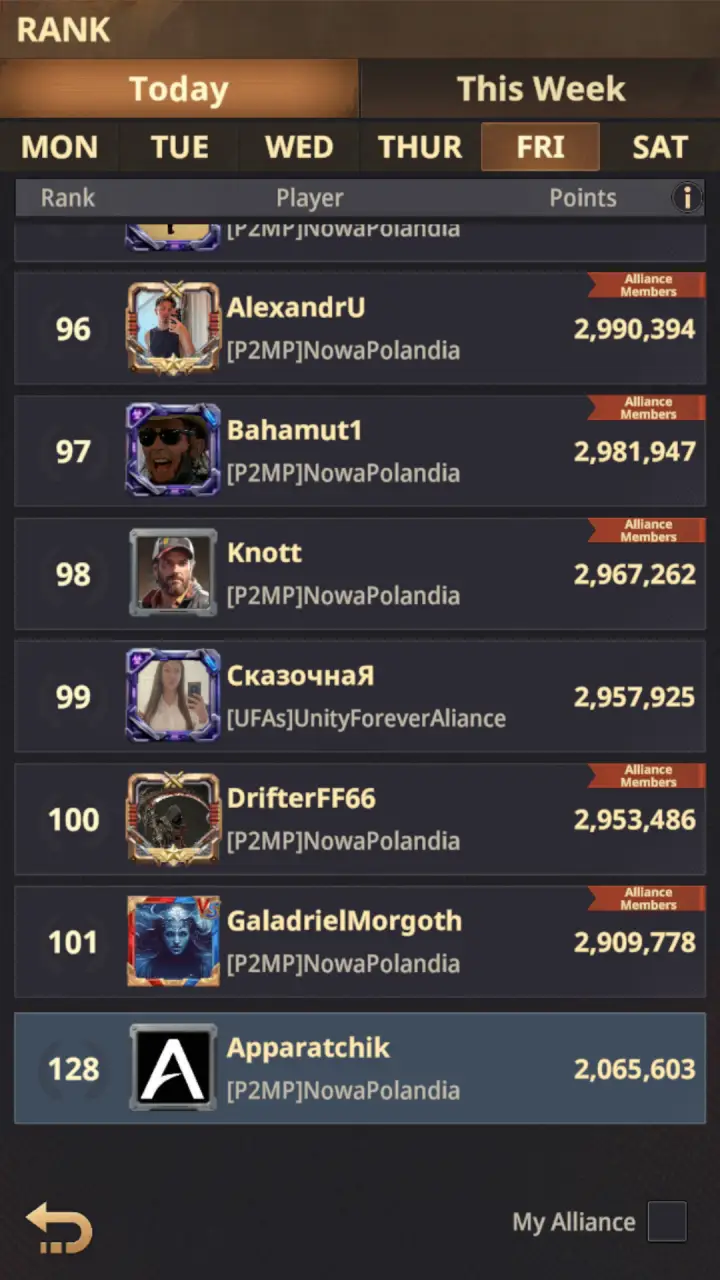 RANK
Today
This Week
MON TUE WED THUR FRI SAT
Rank Player Points
[P2MP]NowaPolandia
Alliance
Members
AlexandrU
96 2,990,394
[P2MP]NowaPolandia
Alliance
Members
Bahamut1
97 2,981,947
[P2MP]NowaPolandia
Alliance
Members
Knott
98 2,967,262
[P2MP]NowaPolandia
СказочнаЯ
99 2,957,925
[UFAs]UnityForeverAliance
Alliance
Members
DrifterFF66
100 2,953,486
[P2MP]NowaPolandia
Alliance
Members
GaladrielMorgoth
101 2,909,778
[P2MP]NowaPolandia
Apparatchik
128 2,065,603
[P2MP]NowaPolandia
My Alliance